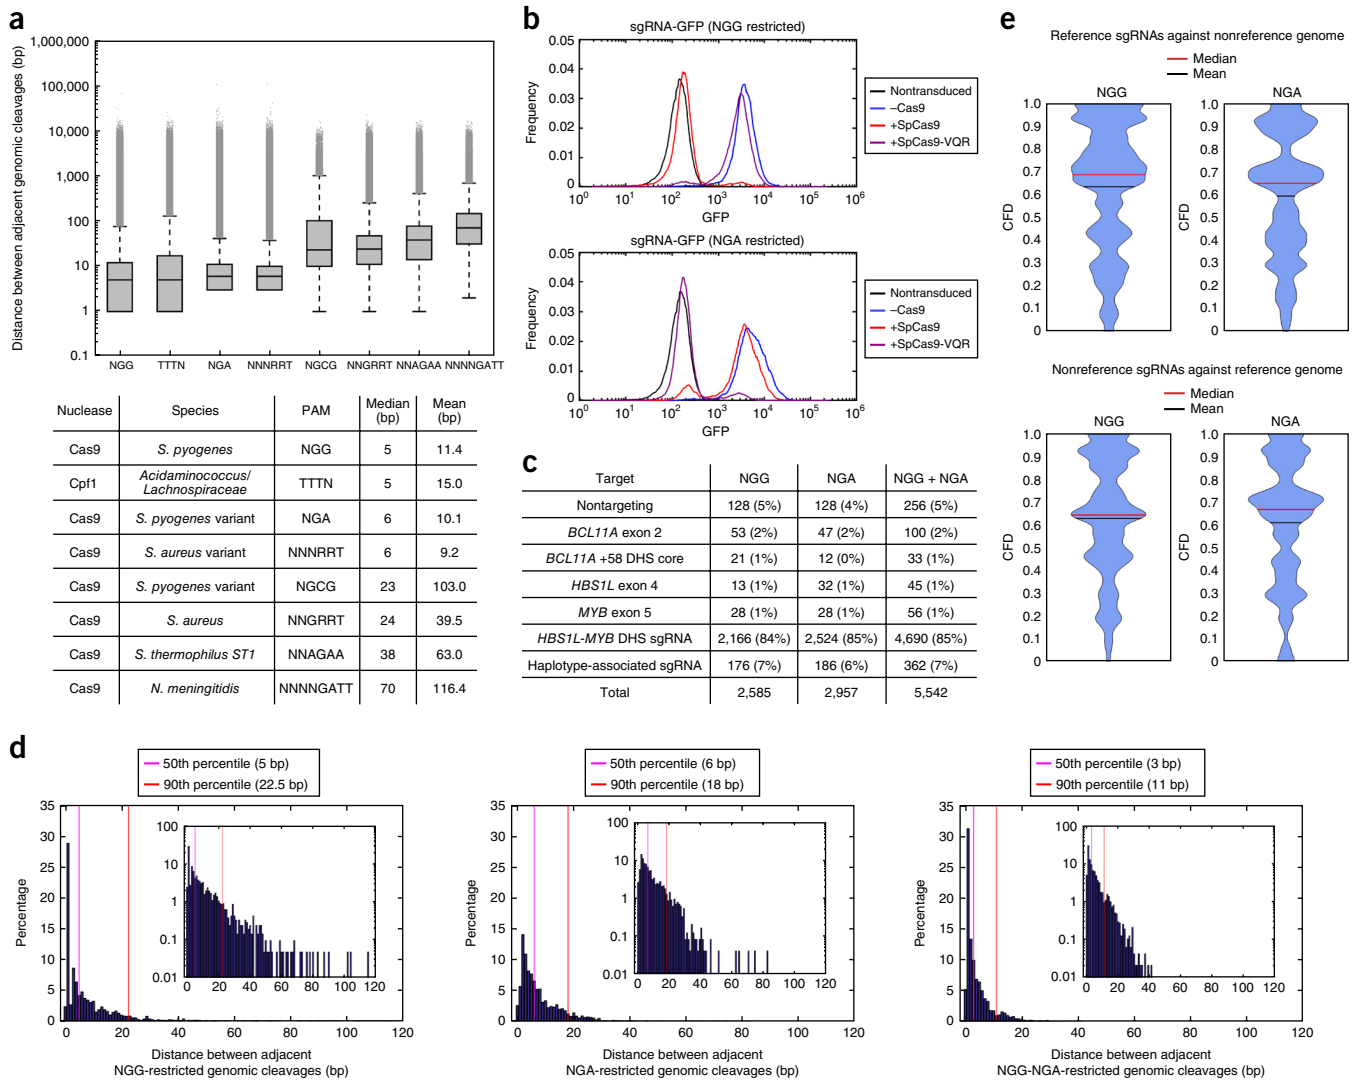 a
Distance between adjacent genomic cleavages (bp)
1,000,000
100,000
10,000
1,000
100
10
1
0.1
NGG TTTN NGA NNNRRT NGCG NNGRRT NNAGAA NNNNGATT
Nuclease Species PAM Median (bp) Mean (bp)
Cas9 S. pyogenes NGG 5 11.4
Cpf1 Acidaminococcus/ Lachnospiraceae TTTN 5 15.0
Cas9 S. pyogenes variant NGA 6 10.1
Cas9 S. aureus variant NNNRRT 6 9.2
Cas9 S. pyogenes variant NGCG 23 103.0
Cas9 S. aureus NNGRRT 24 39.5
Cas9 S. thermophilus ST1 NNAGAA 38 63.0
Cas9 N. meningitidis NNNNGATT 70 116.4
b
sgRNA-GFP (NGG restricted)
Frequency
0.05
0.04
0.03
0.02
0.01
0
10^0 10^1 10^2 10^3 10^4 10^5 10^6
GFP
Nontransduced
–Cas9
+SpCas9
+SpCas9-VQR
sgRNA-GFP (NGA restricted)
Frequency
0.05
0.04
0.03
0.02
0.01
0
10^0 10^1 10^2 10^3 10^4 10^5 10^6
GFP
Nontransduced
–Cas9
+SpCas9
+SpCas9-VQR
c
Target NGG NGA NGG + NGA
Nontargeting 128 (5%) 128 (4%) 256 (5%)
BCL11A exon 2 53 (2%) 47 (2%) 100 (2%)
BCL11A +58 DHS core 21 (1%) 12 (0%) 33 (1%)
HBS1L exon 4 13 (1%) 32 (1%) 45 (1%)
MYB exon 5 28 (1%) 28 (1%) 56 (1%)
HBS1L-MYB DHS sgRNA 2,166 (84%) 2,524 (85%) 4,690 (85%)
Haplotype-associated sgRNA 176 (7%) 186 (6%) 362 (7%)
Total 2,585 2,957 5,542
e
Reference sgRNAs against nonreference genome
Median
Mean
NGG NGA
CFD
1.0
0.9
0.8
0.7
0.6
0.5
0.4
0.3
0.2
0.1
0
CFD
1.0
0.9
0.8
0.7
0.6
0.5
0.4
0.3
0.2
0.1
0
Nonreference sgRNAs against reference genome
Median
Mean
NGG NGA
CFD
1.0
0.9
0.8
0.7
0.6
0.5
0.4
0.3
0.2
0.1
0
CFD
1.0
0.9
0.8
0.7
0.6
0.5
0.4
0.3
0.2
0.1
0
d
50th percentile (5 bp)
90th percentile (22.5 bp)
Percentage
35
30
25
20
15
10
5
0
0 20 40 60 80 100 120
100
10
1
0.1
0.01
0 20 40 60 80 100 120
Distance between adjacent
NGG-restricted genomic cleavages (bp)
50th percentile (6 bp)
90th percentile (18 bp)
Percentage
35
30
25
20
15
10
5
0
0 20 40 60 80 100 120
100
10
1
0.1
0.01
0 20 40 60 80 100 120
Distance between adjacent
NGA-restricted genomic cleavages (bp)
50th percentile (3 bp)
90th percentile (11 bp)
Percentage
35
30
25
20
15
10
5
0
0 20 40 60 80 100 120
100
10
1
0.1
0.01
0 20 40 60 80 100 120
Distance between adjacent
NGG-NGA-restricted genomic cleavages (bp)